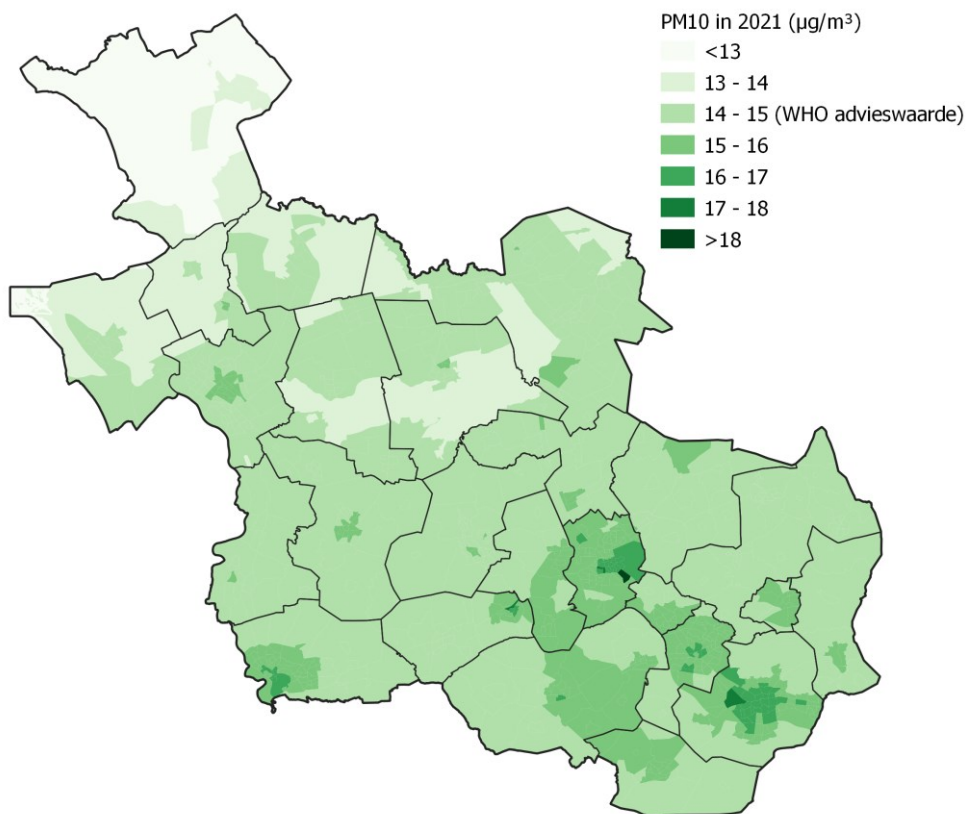 PM10 in 2021 (µg/m³)
<13
13 - 14
14 - 15 (WHO advieswaarde)
15 - 16
16 - 17
17 - 18
>18